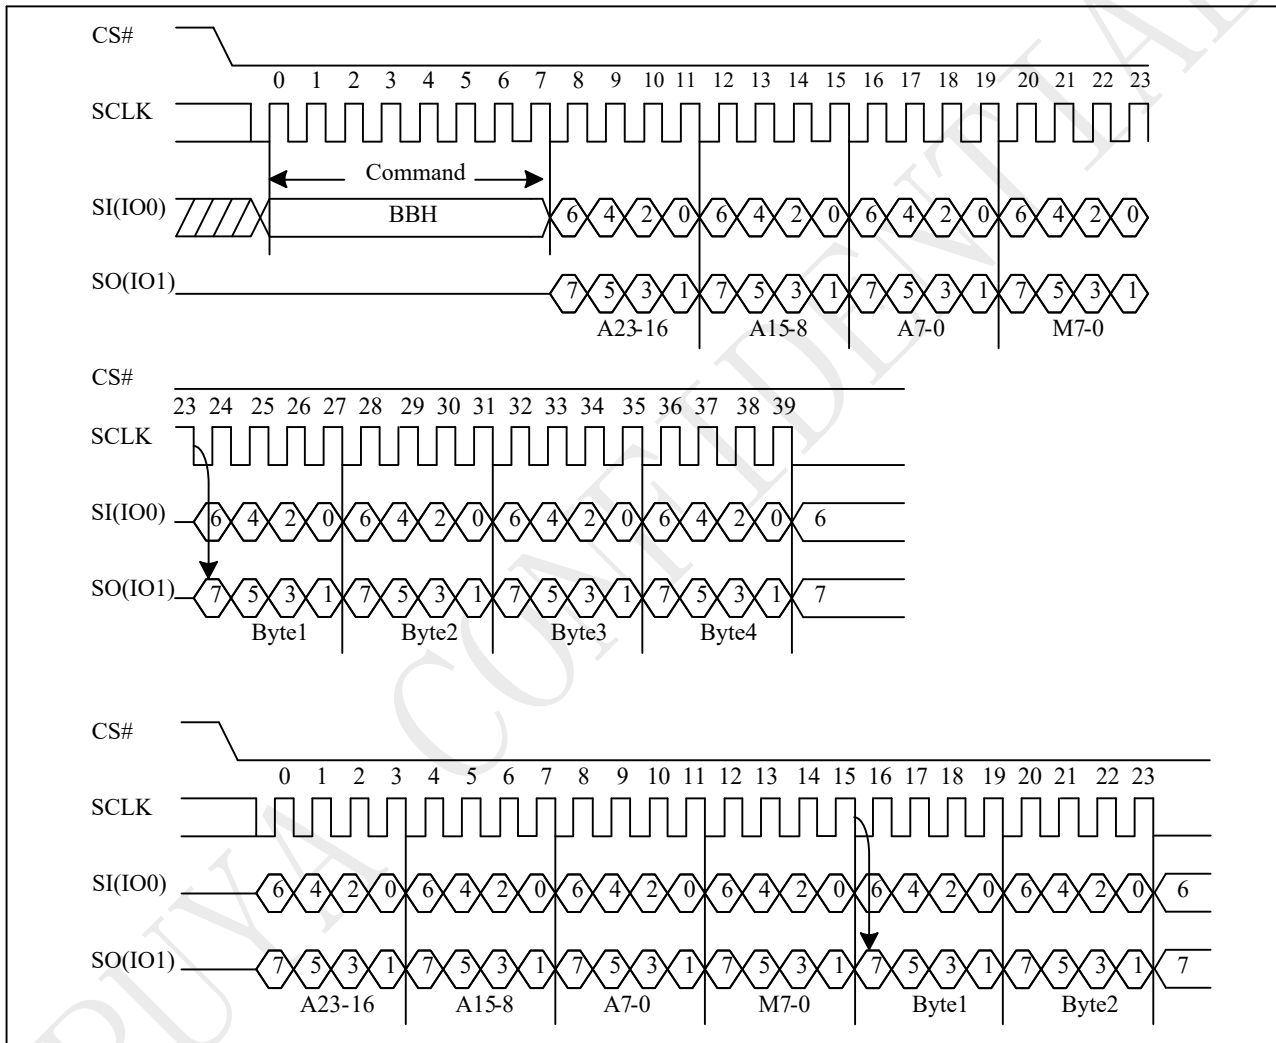 CS#
0 1 2 3 4 5 6 7 8 9 10 11 12 13 14 15 16 17 18 19 20 21 22 23
SCLK
Command
SI(IO0) BBH 6 4 2 0 6 4 2 0 6 4 2 0 6 4 2 0
SO(IO1) 7 5 3 1 7 5 3 1 7 5 3 1 7 5 3 1
A23-16 A15-8 A7-0 M7-0
CS#
23 24 25 26 27 28 29 30 31 32 33 34 35 36 37 38 39
SCLK
SI(IO0) 6 4 2 0 6 4 2 0 6 4 2 0 6 4 2 0 6
SO(IO1) 7 5 3 1 7 5 3 1 7 5 3 1 7 5 3 1 7
Byte1 Byte2 Byte3 Byte4
CS#
0 1 2 3 4 5 6 7 8 9 10 11 12 13 14 15 16 17 18 19 20 21 22 23
SCLK
SI(IO0) 6 4 2 0 6 4 2 0 6 4 2 0 6 4 2 0 6 4 2 0 6 4 2 0 6
SO(IO1) 7 5 3 1 7 5 3 1 7 5 3 1 7 5 3 1 7 5 3 1 7 5 3 1 7
A23-16 A15-8 A7-0 M7-0 Byte1 Byte2
PUYA CONFIDENTIAL